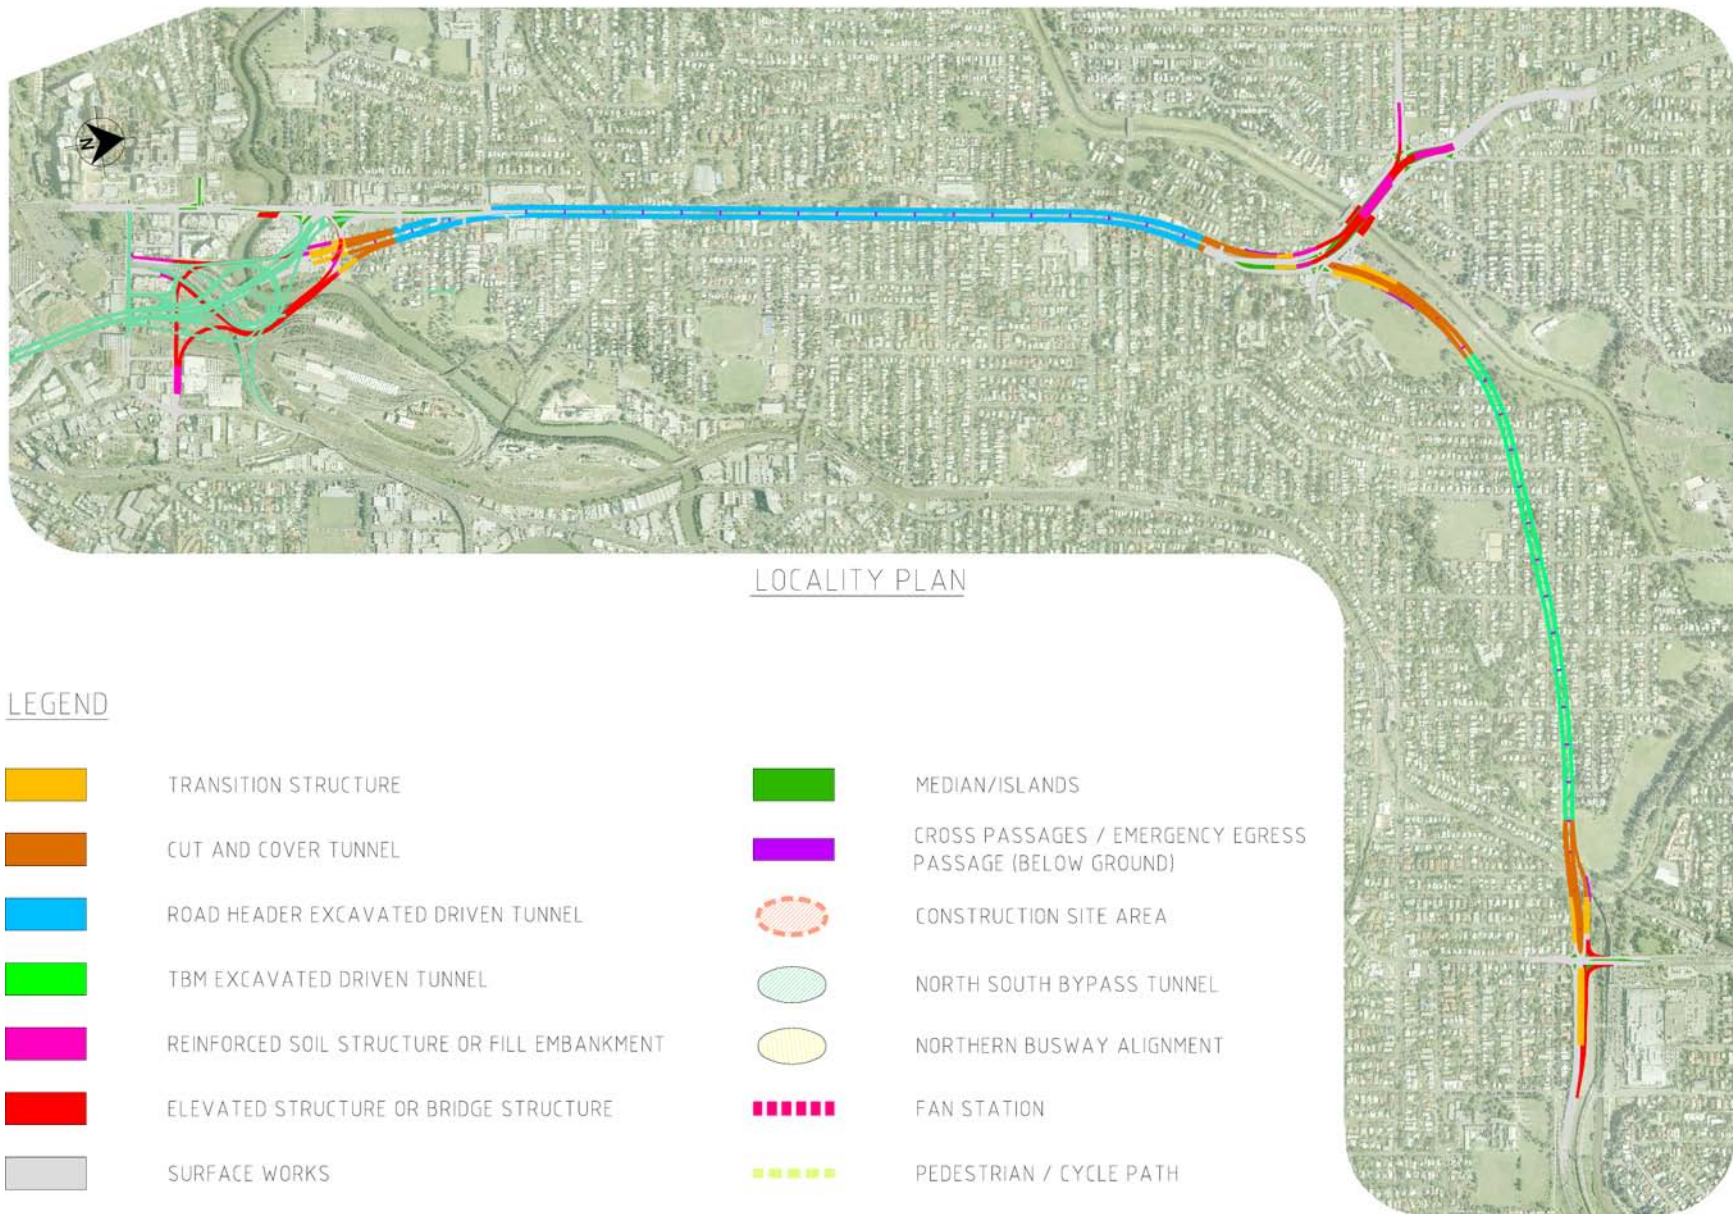 N
LOCALITY PLAN
LEGEND
TRANSITION STRUCTURE
CUT AND COVER TUNNEL
ROAD HEADER EXCAVATED DRIVEN TUNNEL
TBM EXCAVATED DRIVEN TUNNEL
REINFORCED SOIL STRUCTURE OR FILL EMBANKMENT
ELEVATED STRUCTURE OR BRIDGE STRUCTURE
SURFACE WORKS
MEDIAN/ISLANDS
CROSS PASSAGES / EMERGENCY EGRESS
PASSAGE (BELOW GROUND)
CONSTRUCTION SITE AREA
NORTH SOUTH BYPASS TUNNEL
NORTHERN BUSWAY ALIGNMENT
FAN STATION
PEDESTRIAN / CYCLE PATH